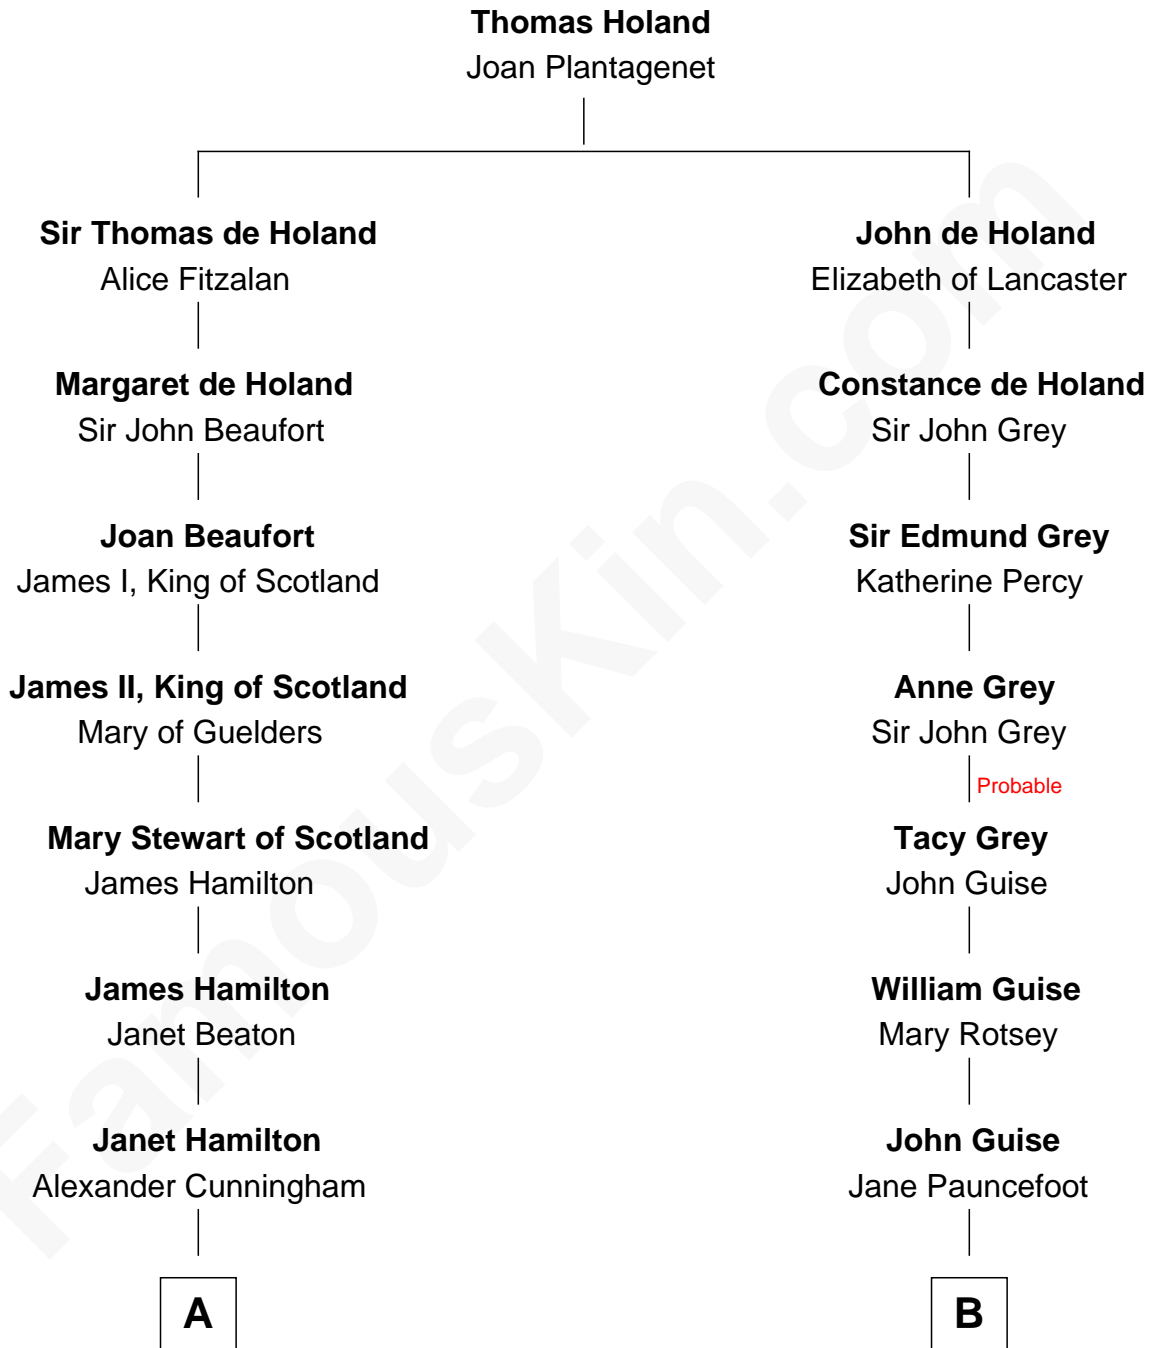 Thomas Holand
Joan Plantagenet
Sir Thomas de Holand
Alice Fitzalan
Margaret de Holand
Sir John Beaufort
Joan Beaufort
James I, King of Scotland
James II, King of Scotland
Mary of Guelders
Mary Stewart of Scotland
James Hamilton
James Hamilton
Janet Beaton
Janet Hamilton
Alexander Cunningham
A
John de Holand
Elizabeth of Lancaster
Constance de Holand
Sir John Grey
Sir Edmund Grey
Katherine Percy
Anne Grey
Sir John Grey
Probable
Tacy Grey
John Guise
William Guise
Mary Rotsey
John Guise
Jane Pauncefoot
B
FamousKin.com